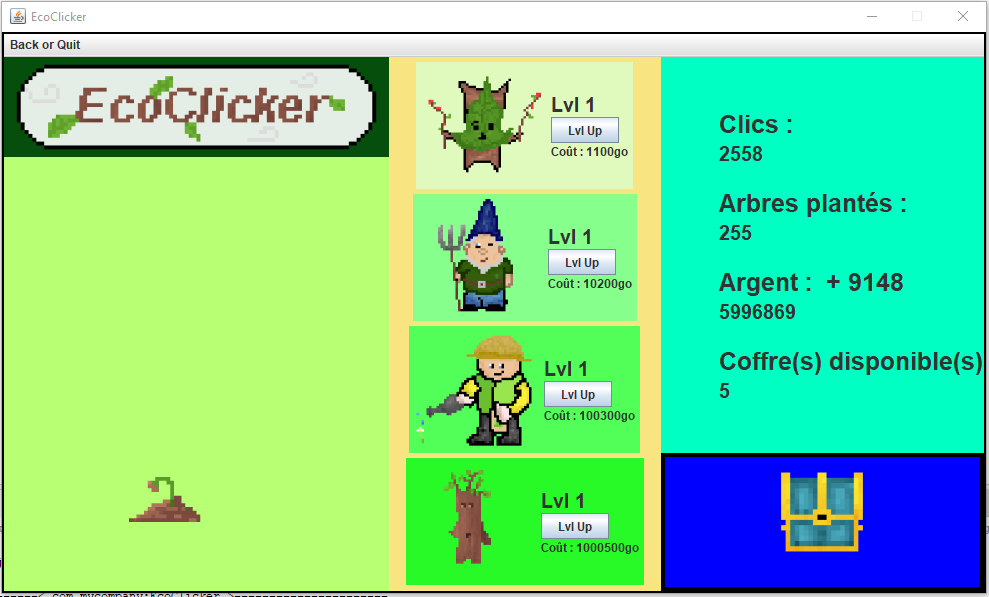 EcoClicker
Back or Quit
EcoClicker
Lvl 1
Lvl Up
Coût : 1100go
Lvl 1
Lvl Up
Coût : 10200go
Lvl 1
Lvl Up
Coût : 100300go
Lvl 1
Lvl Up
Coût : 1000500go
Clics :
2558
Arbres plantés :
255
Argent : + 9148
5996869
Coffre(s) disponible(s)
5